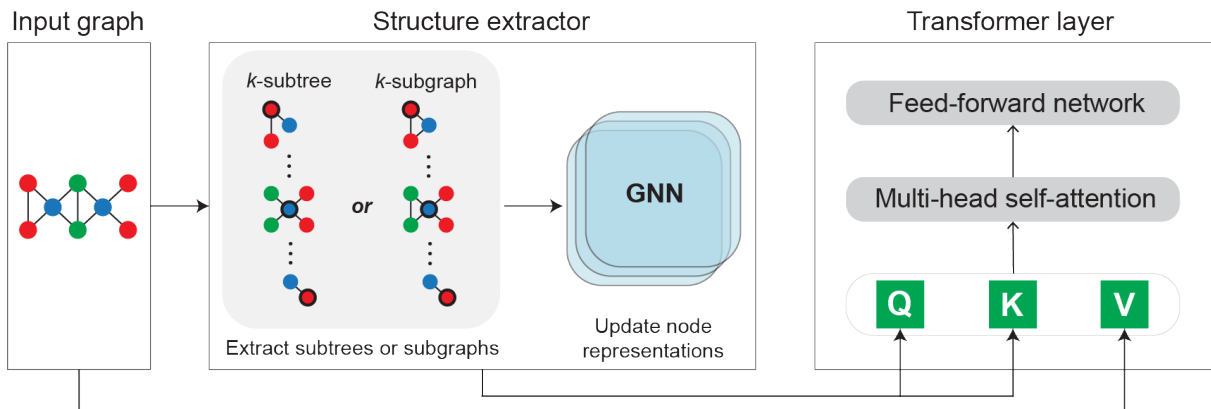 Input graph
Structure extractor
Transformer layer
k-subtree
k-subgraph
or
Extract subtrees or subgraphs
GNN
Update node
representations
Feed-forward network
Multi-head self-attention
Q
K
V